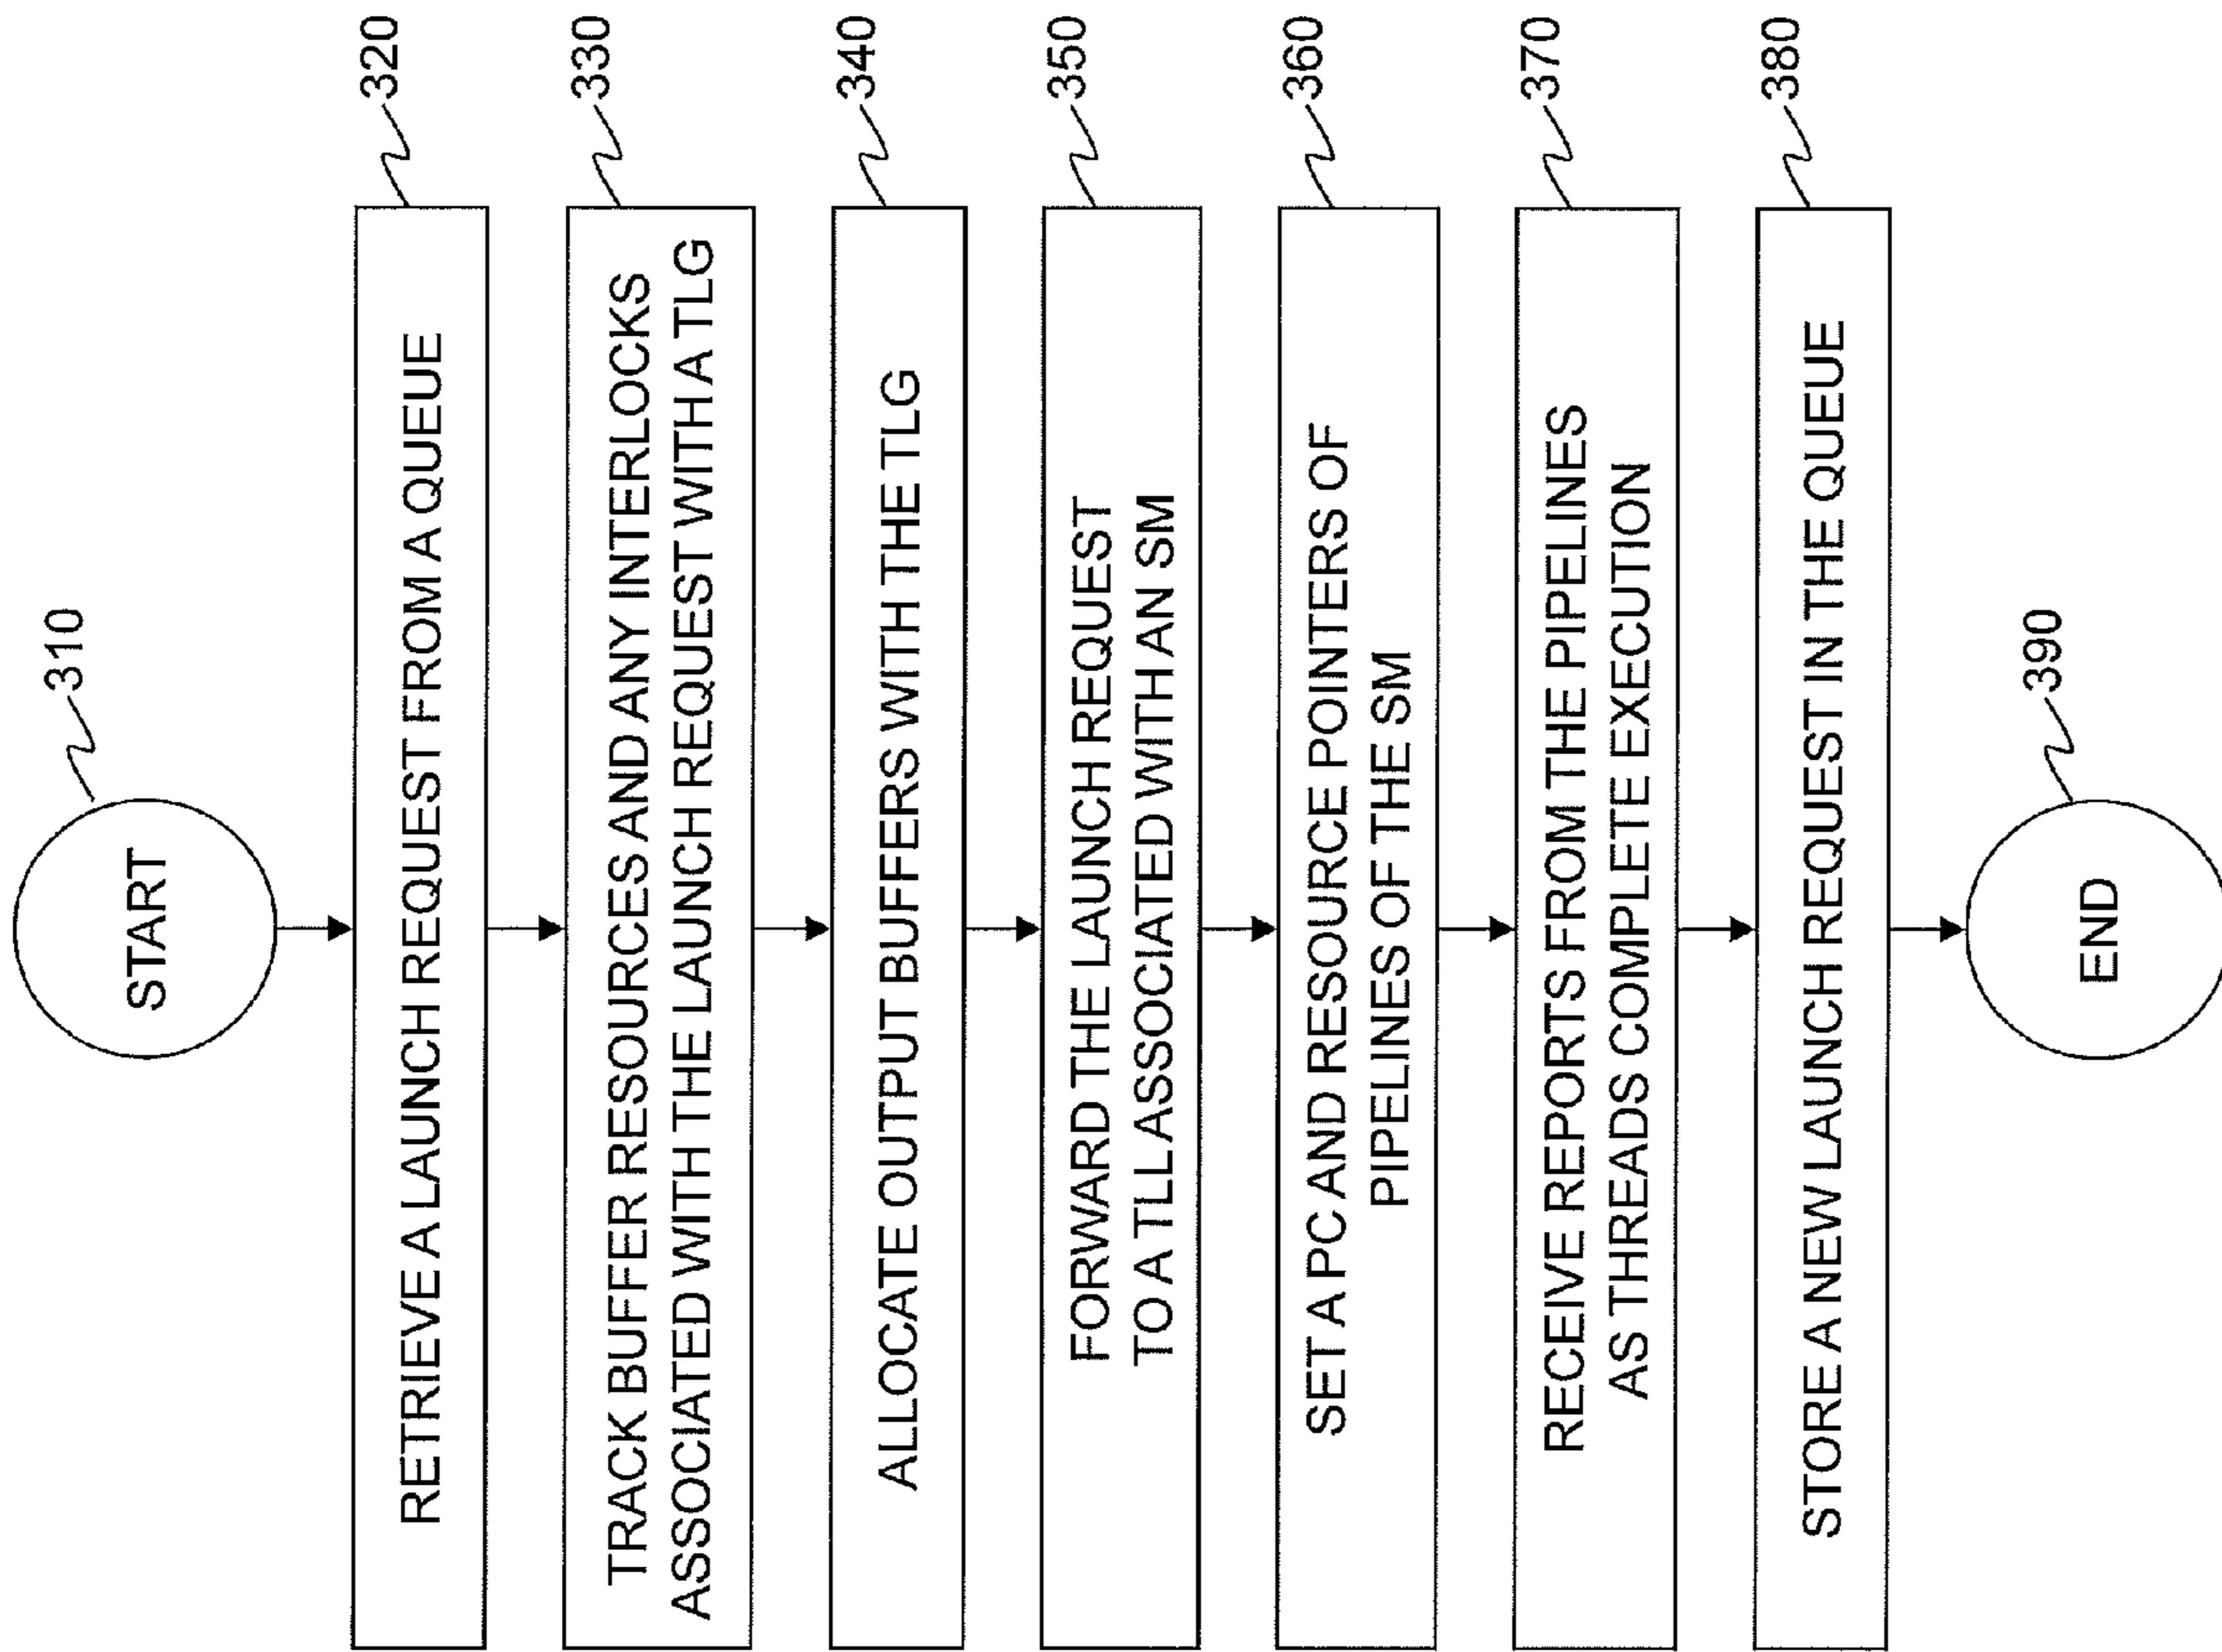 START
310
RETRIEVE A LAUNCH REQUEST FROM A QUEUE
320
TRACK BUFFER RESOURCES AND ANY INTERLOCKS
ASSOCIATED WITH THE LAUNCH REQUEST WITH A TLG
330
ALLOCATE OUTPUT BUFFERS WITH THE TLG
340
FORWARD THE LAUNCH REQUEST
TO A TLL ASSOCIATED WITH AN SM
350
SET A PC AND RESOURCE POINTERS OF
PIPELINES OF THE SM
360
RECEIVE REPORTS FROM THE PIPELINES
AS THREADS COMPLETE EXECUTION
370
STORE A NEW LAUNCH REQUEST IN THE QUEUE
380
END
390